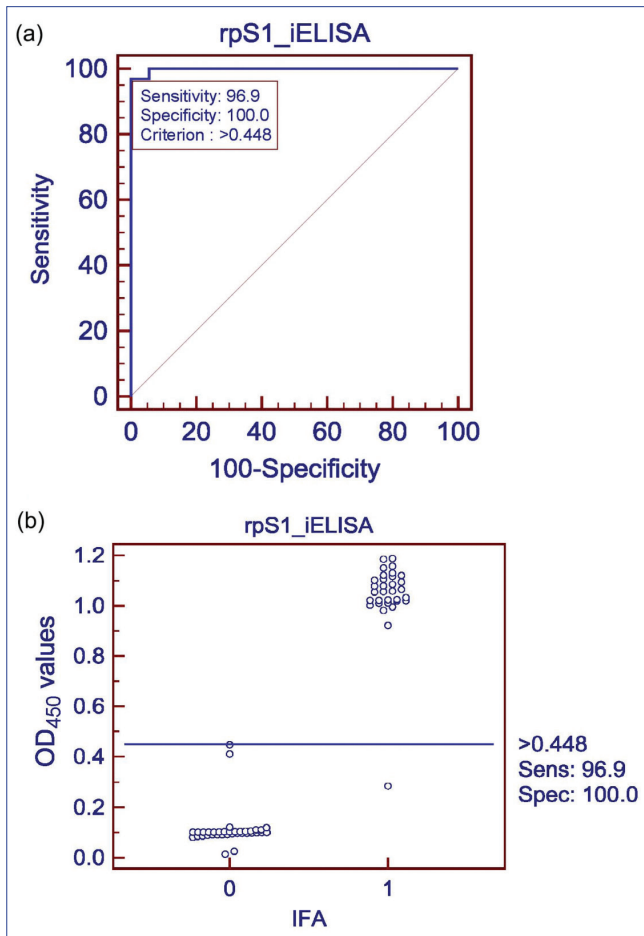 (a)
rpS1_iELISA
100
80
60
40
20
0
Sensitivity
Sensitivity: 96.9
Specificity: 100.0
Criterion : >0.448
0 20 40 60 80 100
100-Specificity
(b)
rpS1_iELISA
1.2
1.0
0.8
0.6
0.4
0.2
0.0
OD450 values
>0.448
Sens: 96.9
Spec: 100.0
0 1
IFA